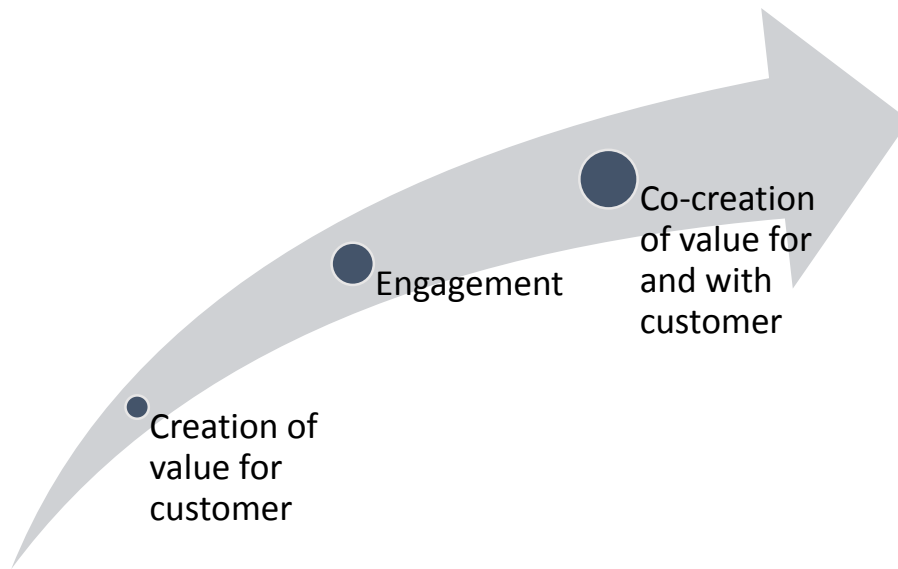 Creation of
value for
customer
Engagement
Co-creation
of value for
and with
customer